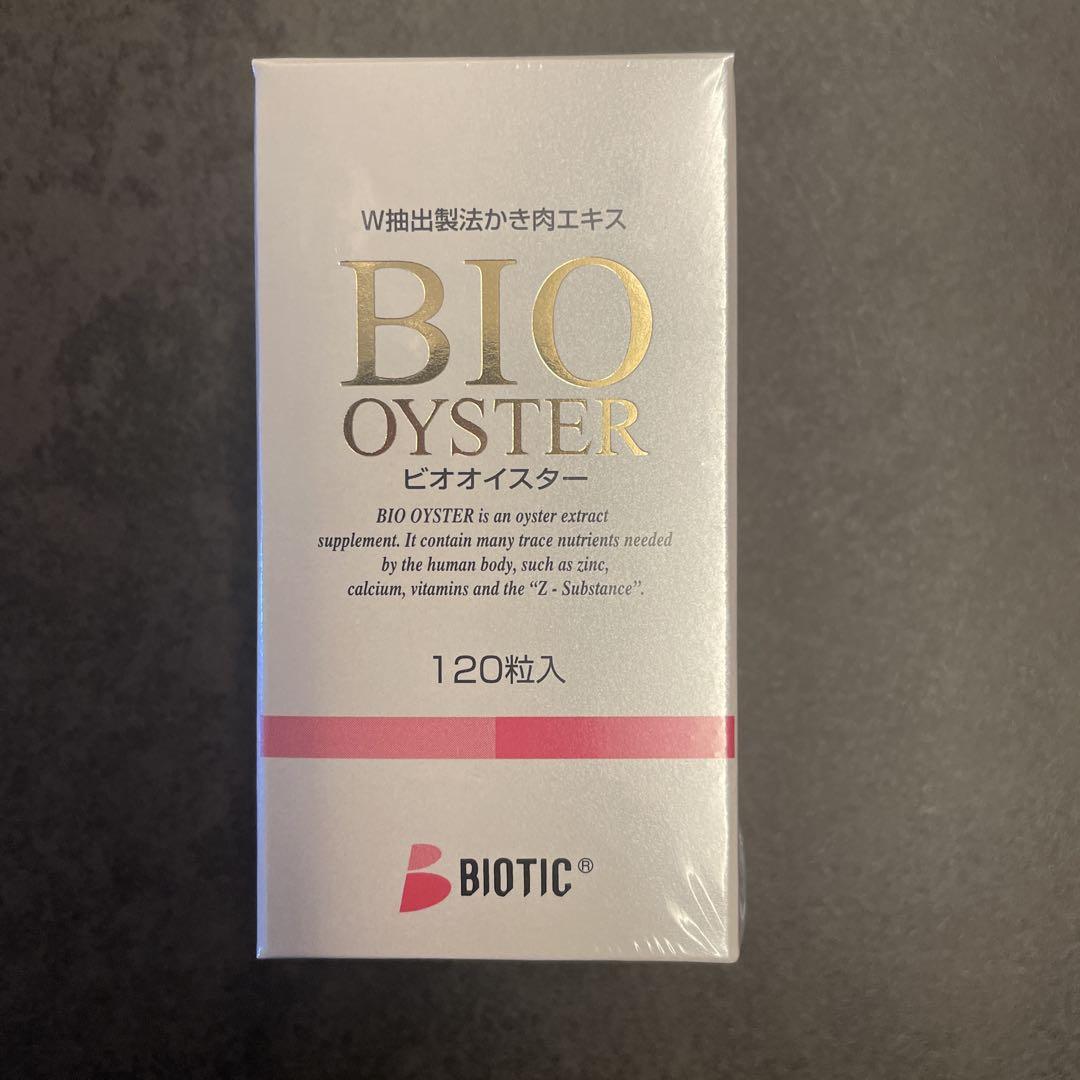 W抽出製法かき肉エキス
BIO
OYSTER
ビオオイスター
BIO OYSTER is an oyster extract
supplement. It contain many trace nutrients needed
by the human body, such as zinc,
calcium, vitamins and the “Z - Substance”.
120粒入
BIOTIC®